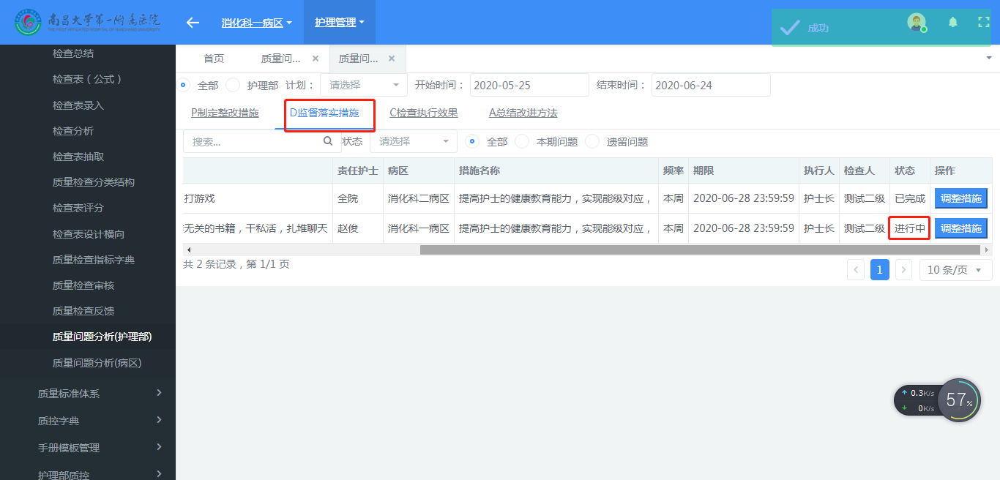 南昌大学第一附属医院
THE FIRST AFFILIATED HOSPITAL OF NANCHANG UNIVERSITY
消化科一病区
护理管理
成功
首页
质量问...
质量问...
全部 护理部 计划： 请选择 开始时间： 2020-05-25 结束时间： 2020-06-24
P制定整改措施 D监督落实措施 C检查执行效果 A总结改进方法
搜索... 状态 请选择 全部 本期问题 遗留问题
责任护士 病区 措施名称 频率 期限 执行人 检查人 状态 操作
打游戏 全院 消化科二病区 提高护士的健康教育能力，实现能级对应， 本周 2020-06-28 23:59:59 护士长 测试二级 已完成 调整措施
无关的书籍，干私活，扎堆聊天 赵俊 消化科一病区 提高护士的健康教育能力，实现能级对应， 本周 2020-06-28 23:59:59 护士长 测试二级 进行中 调整措施
共 2 条记录，第 1/1 页
1
10 条/页
检查总结
检查表（公式）
检查表录入
检查分析
检查表抽取
质量检查分类结构
检查表评分
检查表设计横向
质量检查指标字典
质量检查审核
质量检查反馈
质量问题分析(护理部)
质量问题分析(病区)
质量标准体系
质控字典
手册模板管理
护理部质控
0.3K/s
0K/s
57%